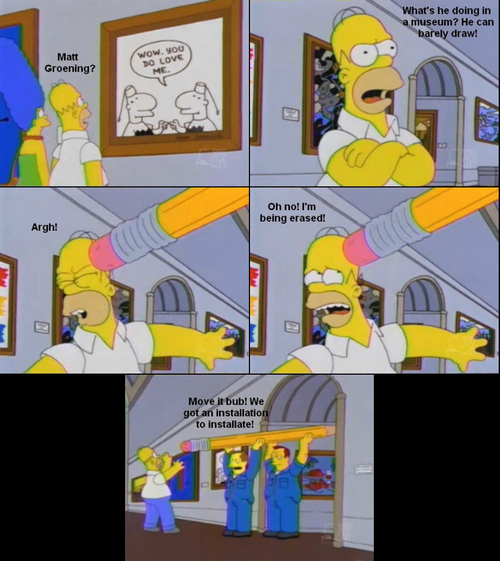 Matt
Groening?
WOW. YOU
DO LOVE
ME.
What's he doing in
a museum? He can
barely draw!
Argh!
Oh no! I'm
being erased!
Move it bub! We
got an installation
to installate!